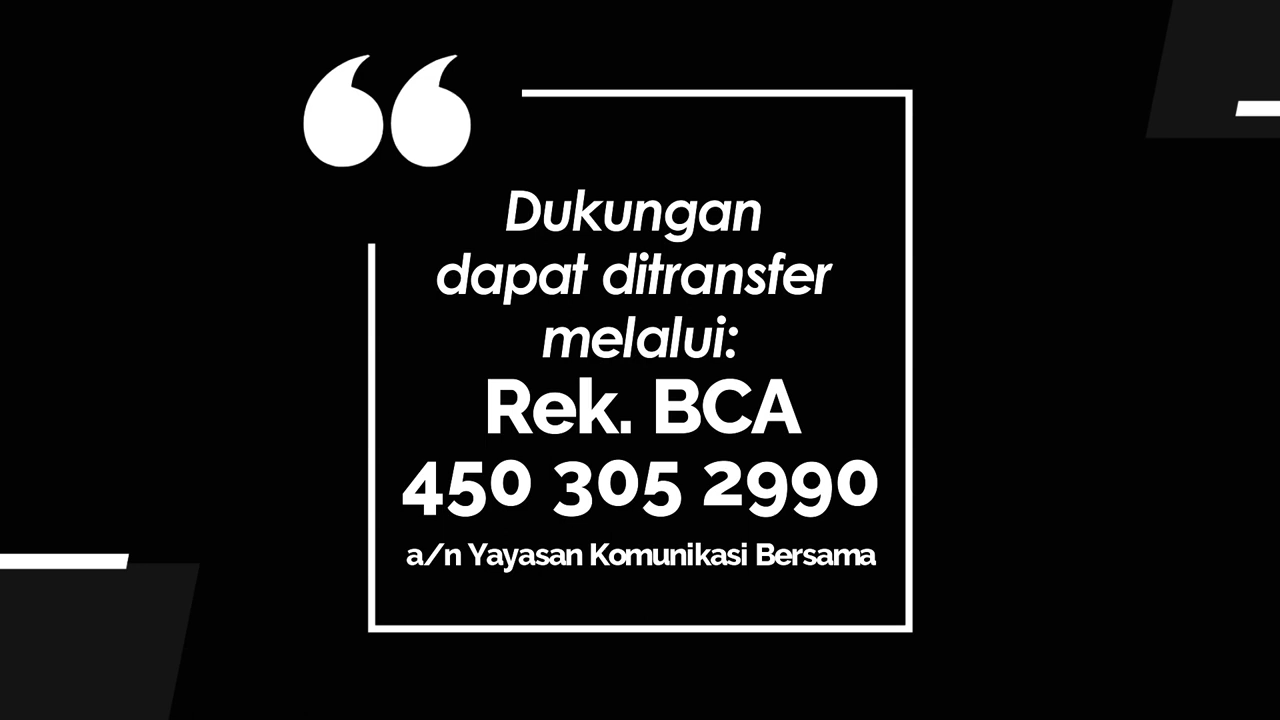 Dukungan
dapat ditransfer
melalui:
Rek. BCA
450 305 2990
a/n Yayasan Komunikasi Bersama